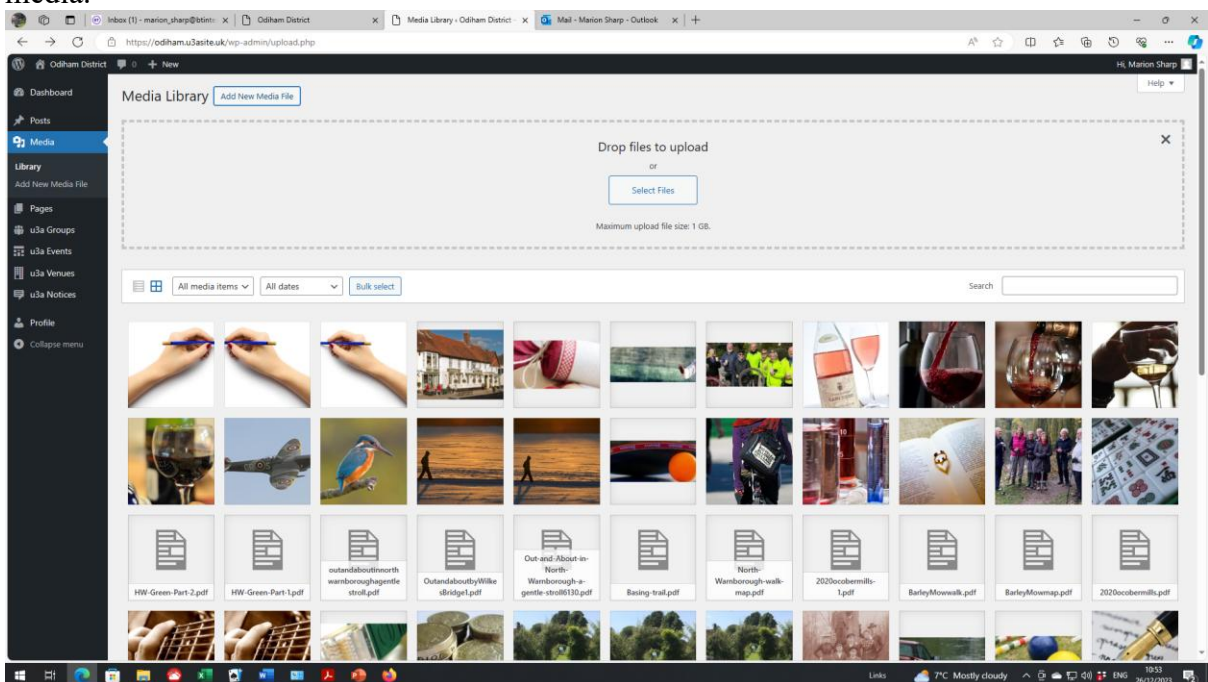 media.
Inbox (1) - marion_sharp@btinte
Odiham District
Media Library ‹ Odiham District -
Mail - Marion Sharp - Outlook
https://odiham.u3asite.uk/wp-admin/upload.php
Odiham District 0 + New
Hi, Marion Sharp
Help
Dashboard
Posts
Media
Library
Add New Media File
Pages
u3a Groups
u3a Events
u3a Venues
u3a Notices
Profile
Collapse menu
Media Library Add New Media File
Drop files to upload
or
Select Files
Maximum upload file size: 1 GB.
All media items All dates Bulk select
Search
HW-Green-Part-2.pdf
HW-Green-Part-1.pdf
outandaboutinnorth
warnboroughagentle
stroll.pdf
OutandaboutbyWilke
sBridge1.pdf
Out-and-About-in-
North-
Warnborough-a-
gentle-stroll6130.pdf
Basing-trail.pdf
North-
Warnborough-walk-
map.pdf
2020ocobermills-
1.pdf
BarleyMowwalk.pdf
BarleyMowmap.pdf
2020ocobermills.pdf
Links
7°C Mostly cloudy
ENG
10:53
26/12/2023